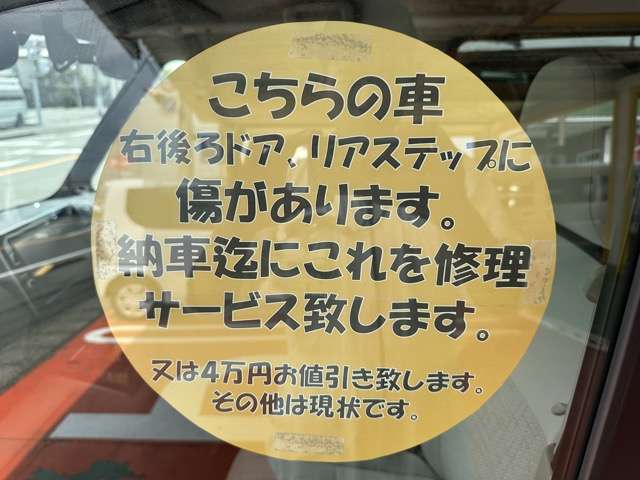 こちらの車
右後ろドア、リアステップに
傷があります。
納車迄にこれを修理
サービス致します。
又は4万円お値引き致します。
その他は現状です。